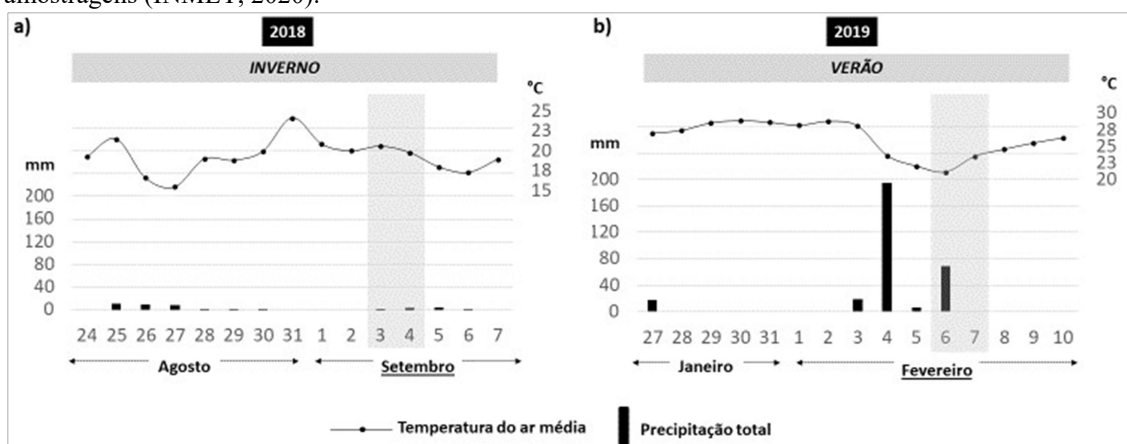 amostragens (INMET, 2020).
a) 2018 b) 2019
INVERNO VERÃO
°C °C
25 30
23 28
20 25
18 23
15 20
mm mm
200 200
160 160
120 120
80 80
40 40
0 0
24 25 26 27 28 29 30 31 1 2 3 4 5 6 7 27 28 29 30 31 1 2 3 4 5 6 7 8 9 10
Agosto Setembro Janeiro Fevereiro
Temperatura do ar média Precipitação total